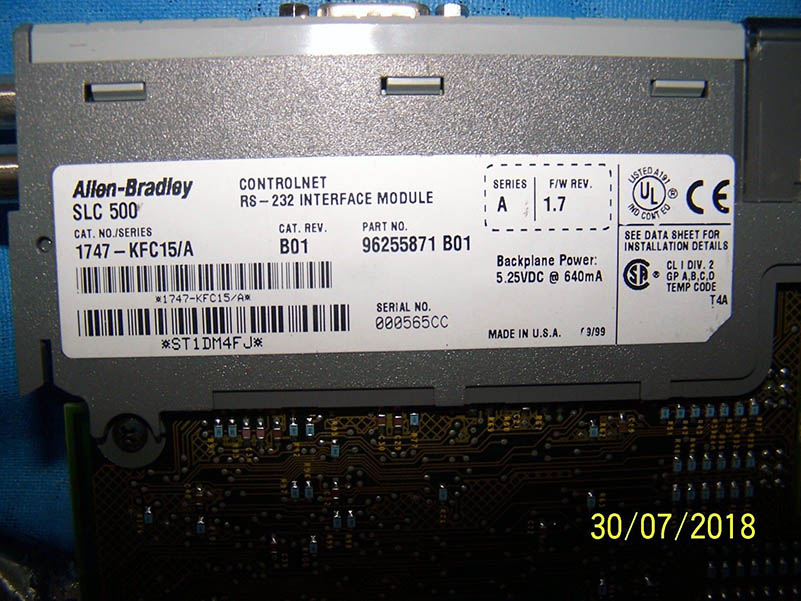 Allen-Bradley
SLC 500
CONTROLNET
RS-232 INTERFACE MODULE
SERIES
A
F/W REV.
1.7
CAT. NO./SERIES
1747-KFC15/A
CAT. REV.
B01
PART NO.
96255871 B01
*1747-KFC15/A*
*ST1DM4FJ*
SERIAL NO.
000565CC
Backplane Power:
5.25VDC @ 640mA
MADE IN U.S.A.
9/99
LISTED A197
UL
IND CONT EQ
CE
SEE DATA SHEET FOR
INSTALLATION DETAILS
CL I DIV. 2
GP A,B,C,D
TEMP CODE
T4A
30/07/2018